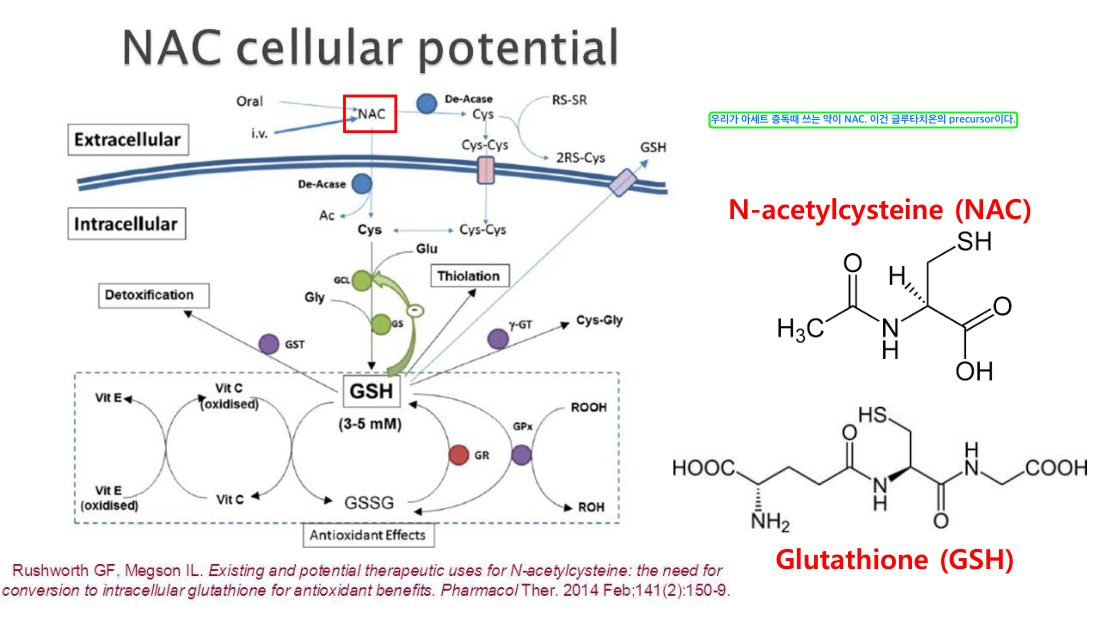 NAC cellular potential
Oral
i.v.
NAC
De-Acase
Cys
RS-SR
Cys-Cys
2RS-Cys
GSH
Extracellular
De-Acase
Ac
Intracellular
Cys
Cys-Cys
Glu
GCL
Thiolation
Gly
GS
-
Detoxification
GST
γ-GT
Cys-Gly
GSH
(3-5 mM)
Vit E
Vit C
(oxidised)
GPx
ROOH
GR
Vit E
(oxidised)
Vit C
GSSG
ROH
Antioxidant Effects
우리가 아세트 중독때 쓰는 약이 NAC. 이건 글루타치온의 precursor이다.
N-acetylcysteine (NAC)
SH
O
H
O
H3C
N
H
OH
HS
O
H
HOOC
N
COOH
N
H
NH2
O
Glutathione (GSH)
Rushworth GF, Megson IL. Existing and potential therapeutic uses for N-acetylcysteine: the need for
conversion to intracellular glutathione for antioxidant benefits. Pharmacol Ther. 2014 Feb;141(2):150-9.